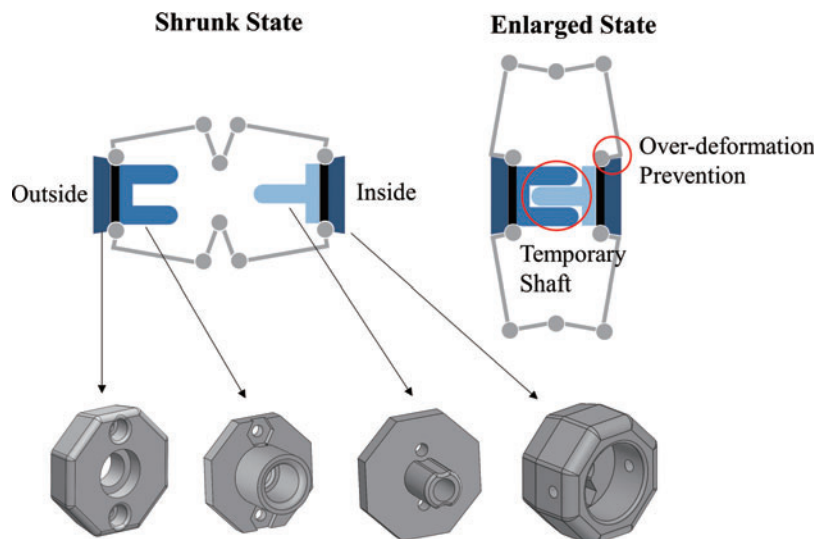 Shrunk State
Enlarged State
Over-deformation
Prevention
Outside
Inside
Temporary
Shaft